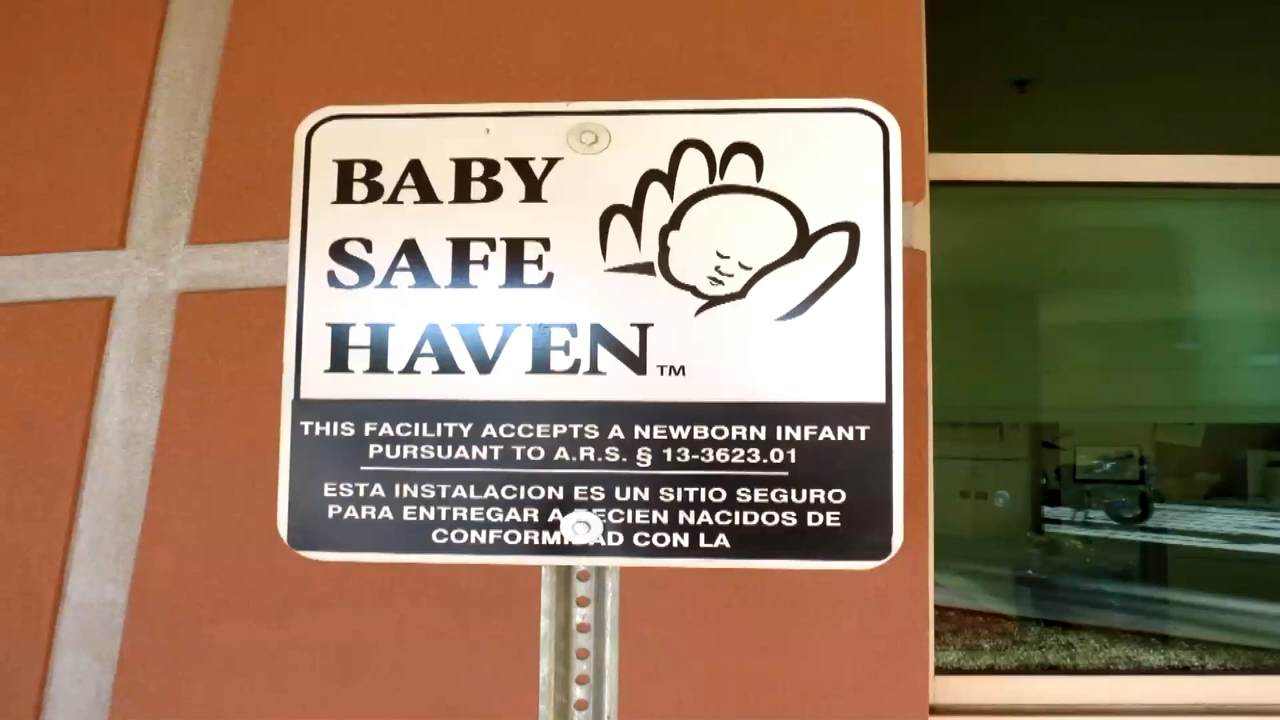 BABY
SAFE
HAVEN™
THIS FACILITY ACCEPTS A NEWBORN INFANT
PURSUANT TO A.R.S. § 13-3623.01
ESTA INSTALACION ES UN SITIO SEGURO
PARA ENTREGAR A NACIDOS DE
CON LA